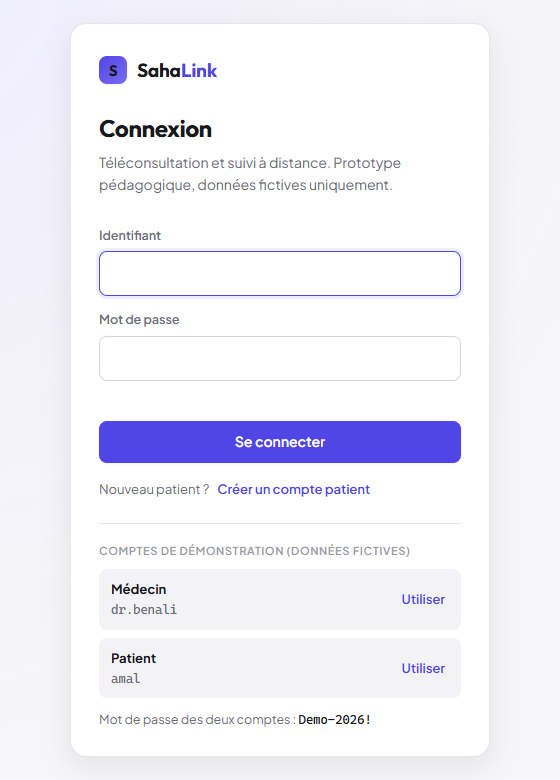 S SahaLink
Connexion
Téléconsultation et suivi à distance. Prototype
pédagogique, données fictives uniquement.
Identifiant
Mot de passe
Se connecter
Nouveau patient ? Créer un compte patient
COMPTES DE DÉMONSTRATION (DONNÉES FICTIVES)
Médecin
dr.benali
Utiliser
Patient
amal
Utiliser
Mot de passe des deux comptes : Demo-2026!